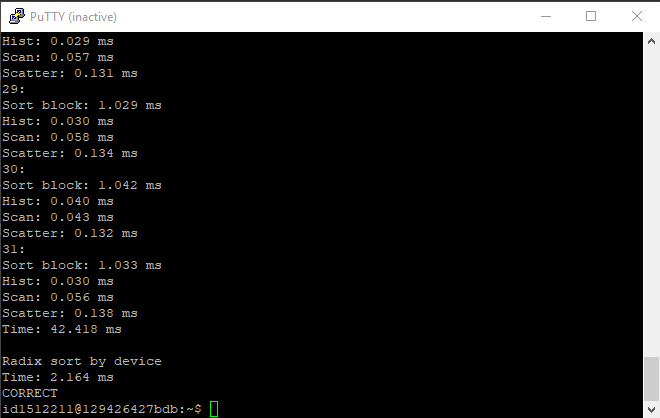 PuTTY (inactive)
Hist: 0.029 ms
Scan: 0.057 ms
Scatter: 0.131 ms
29:
Sort block: 1.029 ms
Hist: 0.030 ms
Scan: 0.058 ms
Scatter: 0.134 ms
30:
Sort block: 1.042 ms
Hist: 0.040 ms
Scan: 0.043 ms
Scatter: 0.132 ms
31:
Sort block: 1.033 ms
Hist: 0.030 ms
Scan: 0.056 ms
Scatter: 0.138 ms
Time: 42.418 ms
Radix sort by device
Time: 2.164 ms
CORRECT
id1512211@129426427bdb:~$